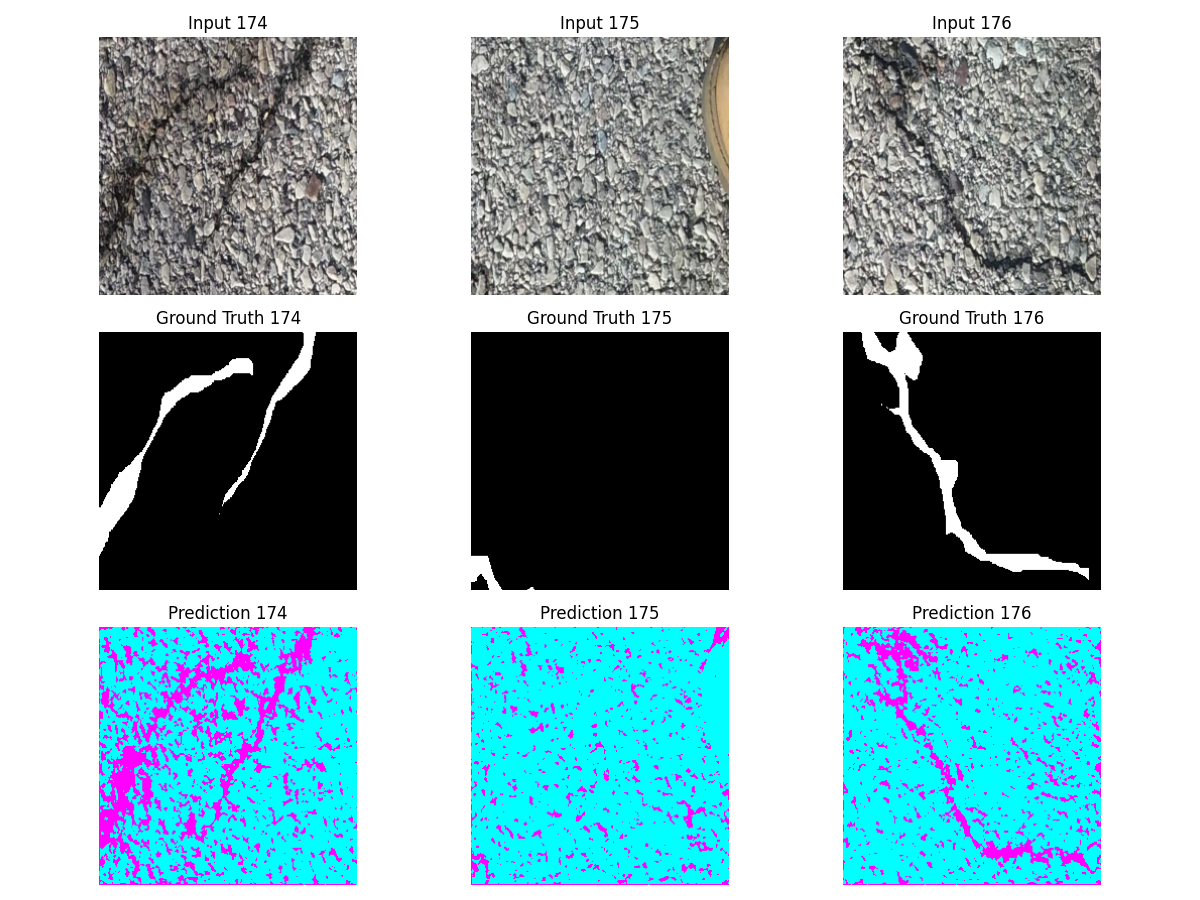 Input 174
Input 175
Input 176
Ground Truth 174
Ground Truth 175
Ground Truth 176
Prediction 174
Prediction 175
Prediction 176